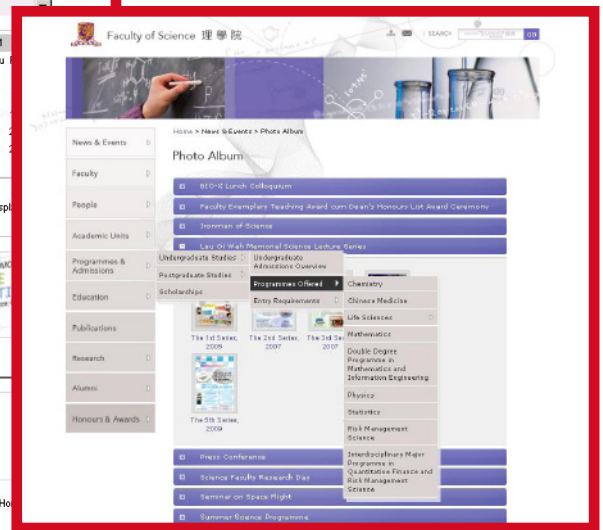 Faculty of Science 理學院
SEARCH
GO
Home > News & Events > Photo Album
News & Events
Faculty
People
Academic Units
Programmes &
Admissions
Education
Publications
Research
Alumni
Honours & Awards
Photo Album
Faculty Exemplary Teaching Award cum Dean's Honours List Award Ceremony
Ironman of Science
Lau Oi Wah Memorial Science Lecture Series
Undergraduate Studies
Postgraduate Studies
Scholarships
Undergraduate
Admissions Overview
Programmes Offered
Entry Requirements
Chemistry
Chinese Medicine
Life Sciences
Mathematics
Double Degree
Programme in
Mathematics and
Information Engineering
Physics
Statistics
Risk Management
Science
Interdisciplinary Major
Programme in
Quantitative Finance and
Risk Management
Science
The 1st Series,
The 2nd Series,
2007
2007
The 5th Series,
2009
Press Conference
Science Faculty Research Day
Seminar on Space Flight
Summer Science Programme